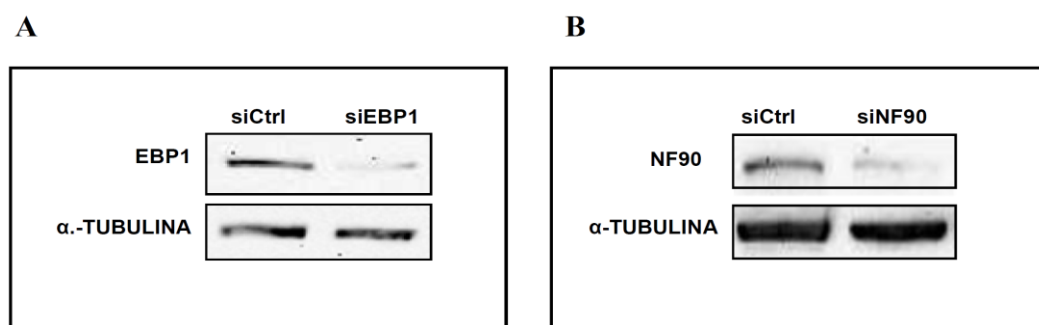 A
B
siCtrl siEBP1
EBP1
α.-TUBULINA
siCtrl siNF90
NF90
α-TUBULINA